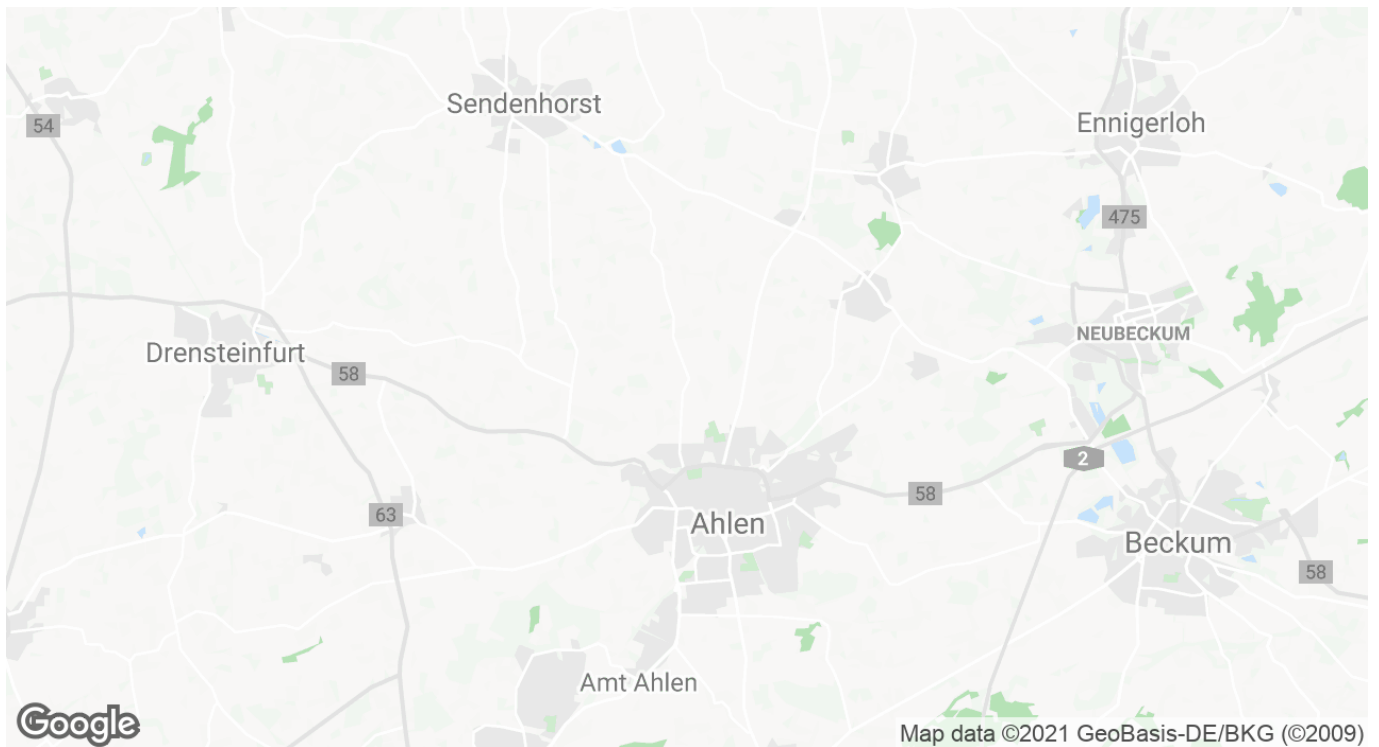 Sendenhorst
Ennigerloh
54
475
NEUBECKUM
Drensteinfurt
58
2
58
63
Ahlen
Beckum
58
Amt Ahlen
Google
Map data ©2021 GeoBasis-DE/BKG (©2009)